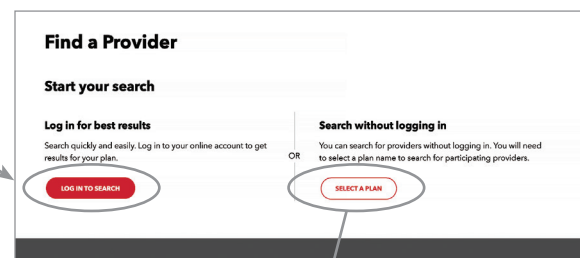 Find a Provider
Start your search
Log in for best results
Search quickly and easily. Log in to your online account to get
results for your plan.
LOG IN TO SEARCH
OR
Search without logging in
You can search for providers without logging in. You will need
to select a plan name to search for participating providers.
SELECT A PLAN